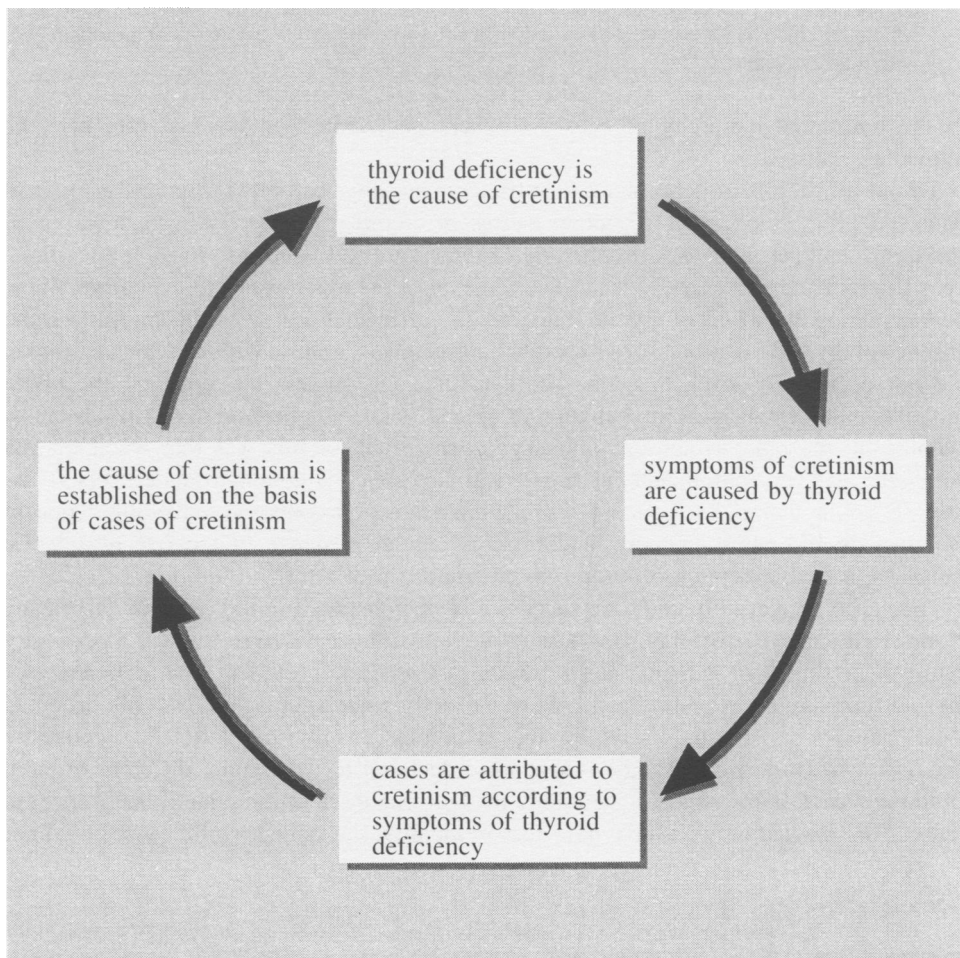 thyroid deficiency is
the cause of cretinism
symptoms of cretinism
are caused by thyroid
deficiency
cases are attributed to
cretinism according to
symptoms of thyroid
deficiency
the cause of cretinism is
established on the basis
of cases of cretinism